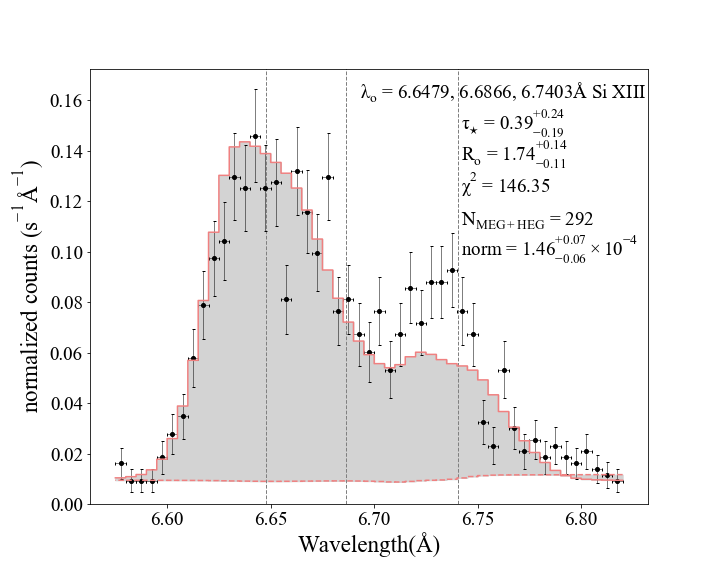 λₒ = 6.6479, 6.6866, 6.7403Å Si XIII
τ⋆ = 0.39 +0.24 −0.19
Rₒ = 1.74 +0.14 −0.11
χ² = 146.35
N MEG+HEG = 292
norm = 1.46 +0.07 −0.06 × 10⁻⁴
normalized counts (s⁻¹ Å⁻¹)
0.16
0.14
0.12
0.10
0.08
0.06
0.04
0.02
0.00
6.60 6.65 6.70 6.75 6.80
Wavelength(Å)